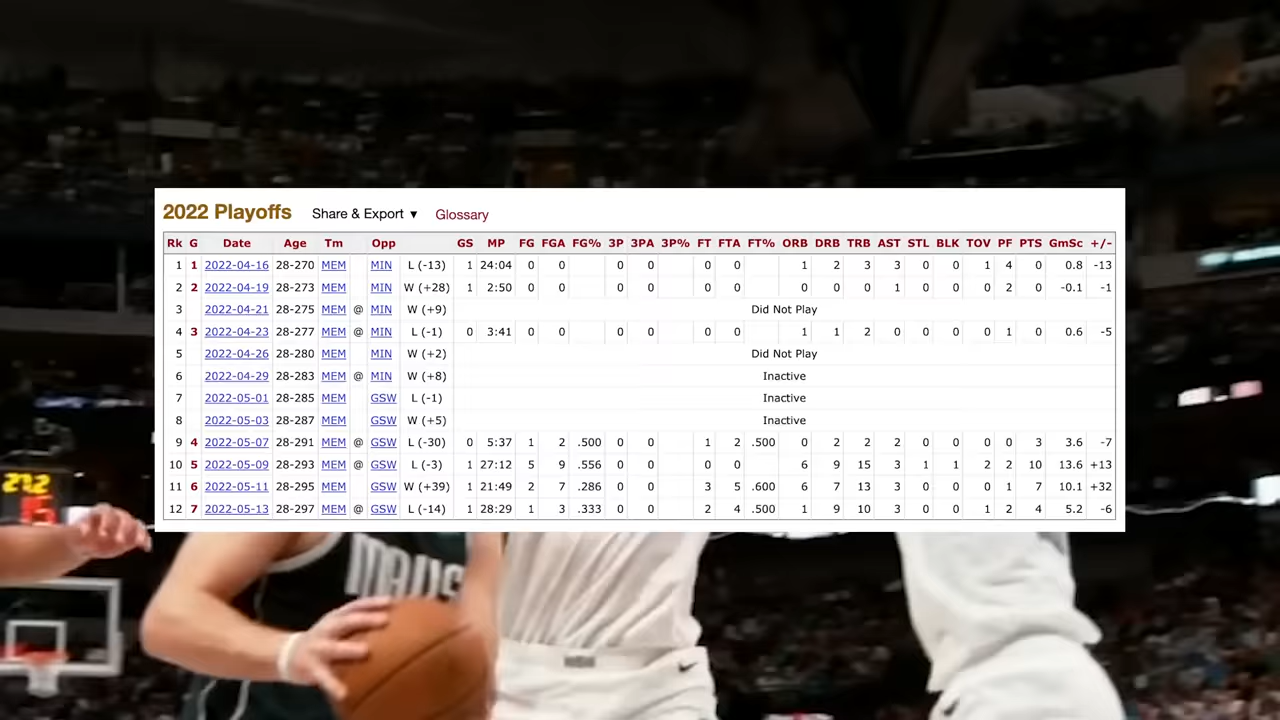 2022 Playoffs Share & Export ▼ Glossary
Rk G Date Age Tm Opp GS MP FG FGA FG% 3P 3PA 3P% FT FTA FT% ORB DRB TRB AST STL BLK TOV PF PTS GmSc +/-
1 1 2022-04-16 28-270 MEM MIN L (-13) 1 24:04 0 0 0 0 0 0 1 2 3 3 0 0 1 4 0 0.8 -13
2 2 2022-04-19 28-273 MEM MIN W (+28) 1 2:50 0 0 0 0 0 0 0 0 0 1 0 0 0 2 0 -0.1 -1
3 2022-04-21 28-275 MEM @ MIN W (+9) Did Not Play
4 3 2022-04-23 28-277 MEM @ MIN L (-1) 0 3:41 0 0 0 0 0 0 1 1 2 0 0 0 0 1 0 0.6 -5
5 2022-04-26 28-280 MEM MIN W (+2) Did Not Play
6 2022-04-29 28-283 MEM @ MIN W (+8) Inactive
7 2022-05-01 28-285 MEM GSW L (-1) Inactive
8 2022-05-03 28-287 MEM GSW W (+5) Inactive
9 4 2022-05-07 28-291 MEM @ GSW L (-30) 0 5:37 1 2 .500 0 0 1 2 .500 0 2 2 2 0 0 0 0 3 3.6 -7
10 5 2022-05-09 28-293 MEM @ GSW L (-3) 1 27:12 5 9 .556 0 0 0 0 6 9 15 3 1 1 2 2 10 13.6 +13
11 6 2022-05-11 28-295 MEM GSW W (+39) 1 21:49 2 7 .286 0 0 3 5 .600 6 7 13 3 0 0 0 1 7 10.1 +32
12 7 2022-05-13 28-297 MEM @ GSW L (-14) 1 28:29 1 3 .333 0 0 2 4 .500 1 9 10 3 0 0 1 2 4 5.2 -6
27.2
15
MAVS